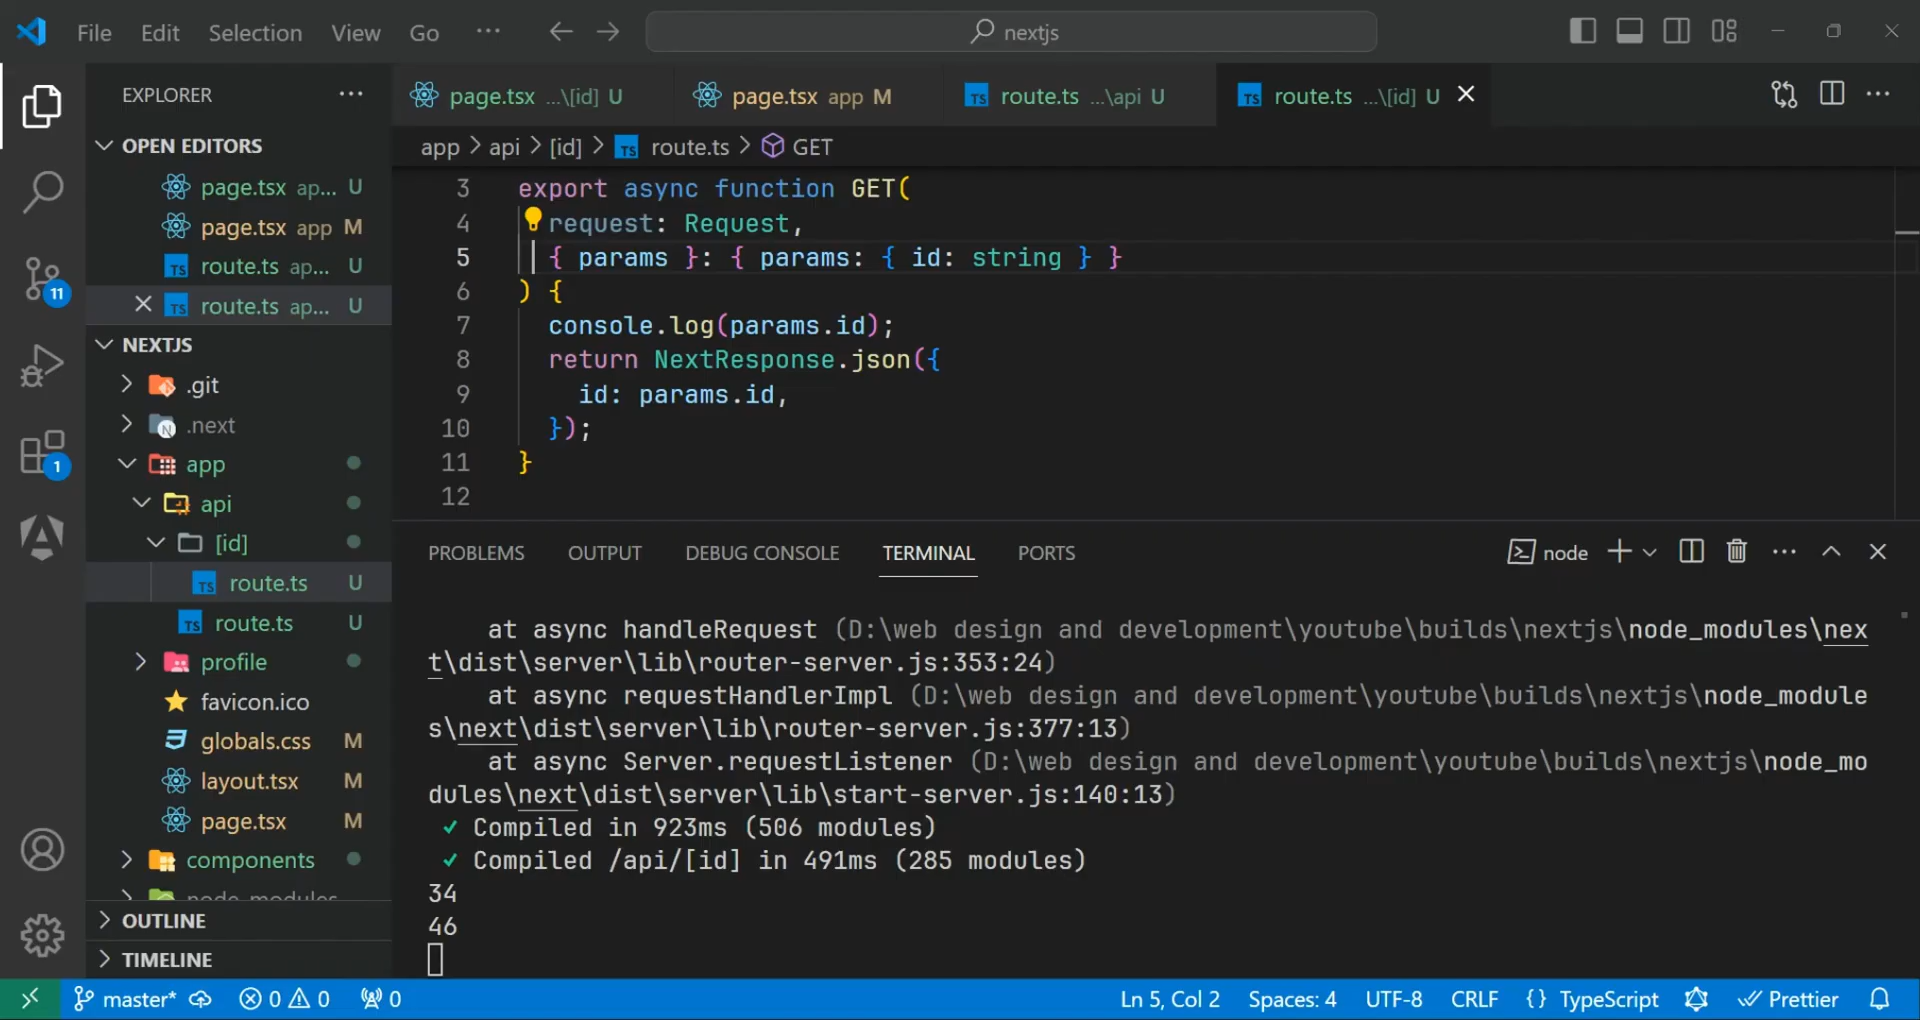 File Edit Selection View Go ··· nextjs
EXPLORER ···
page.tsx ...\[id] U page.tsx app M route.ts ...\api U route.ts ...\[id] U
OPEN EDITORS
page.tsx ap... U
page.tsx app M
route.ts ap... U
route.ts ap... U
NEXTJS
.git
.next
app
api
[id]
route.ts U
route.ts U
profile
favicon.ico
globals.css M
layout.tsx M
page.tsx M
components
node_modules
OUTLINE
TIMELINE
11
1
app > api > [id] > TS route.ts > GET
3 export async function GET(
4 request: Request,
5 { params }: { params: { id: string } }
6 ) {
7 console.log(params.id);
8 return NextResponse.json({
9 id: params.id,
10 });
11 }
12
PROBLEMS OUTPUT DEBUG CONSOLE TERMINAL PORTS node
at async handleRequest (D:\web design and development\youtube\builds\nextjs\node_modules\nex
t\dist\server\lib\router-server.js:353:24)
at async requestHandlerImpl (D:\web design and development\youtube\builds\nextjs\node_module
s\next\dist\server\lib\router-server.js:377:13)
at async Server.requestListener (D:\web design and development\youtube\builds\nextjs\node_mo
dules\next\dist\server\lib\start-server.js:140:13)
✓ Compiled in 923ms (506 modules)
✓ Compiled /api/[id] in 491ms (285 modules)
34
46
master* 0 0 0 Ln 5, Col 2 Spaces: 4 UTF-8 CRLF {} TypeScript Prettier